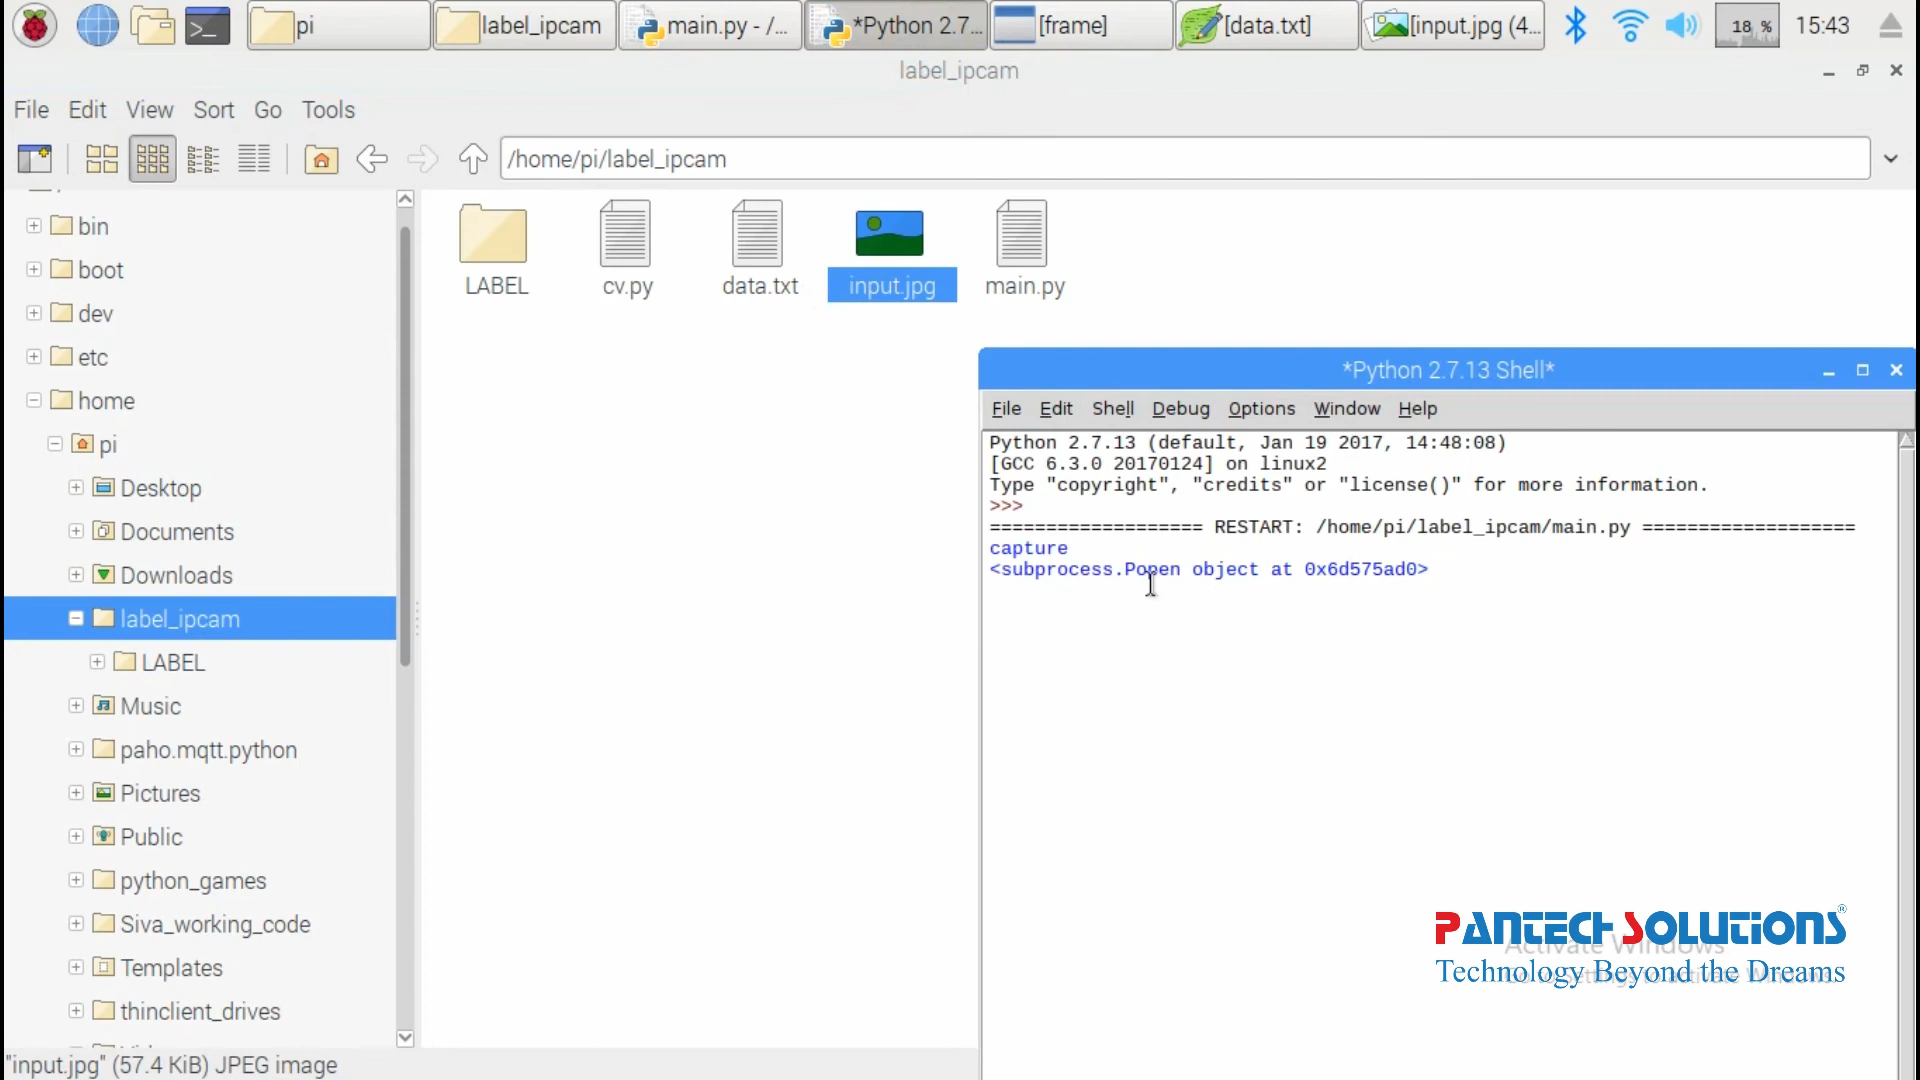 pi
label_ipcam
main.py - /...
*Python 2.7...
[frame]
[data.txt]
[input.jpg (4...
18 %
15:43
label_ipcam
File Edit View Sort Go Tools
/home/pi/label_ipcam
bin
boot
dev
etc
home
pi
Desktop
Documents
Downloads
label_ipcam
LABEL
Music
paho.mqtt.python
Pictures
Public
python_games
Siva_working_code
Templates
thinclient_drives
LABEL
cv.py
data.txt
input.jpg
main.py
*Python 2.7.13 Shell*
File Edit Shell Debug Options Window Help
Python 2.7.13 (default, Jan 19 2017, 14:48:08)
[GCC 6.3.0 20170124] on linux2
Type "copyright", "credits" or "license()" for more information.
>>>
=================== RESTART: /home/pi/label_ipcam/main.py ===================
capture
<subprocess.Popen object at 0x6d575ad0>
PANTECH SOLUTIONS®
Activate Windows
Technology Beyond the Dreams
"input.jpg" (57.4 KiB) JPEG image